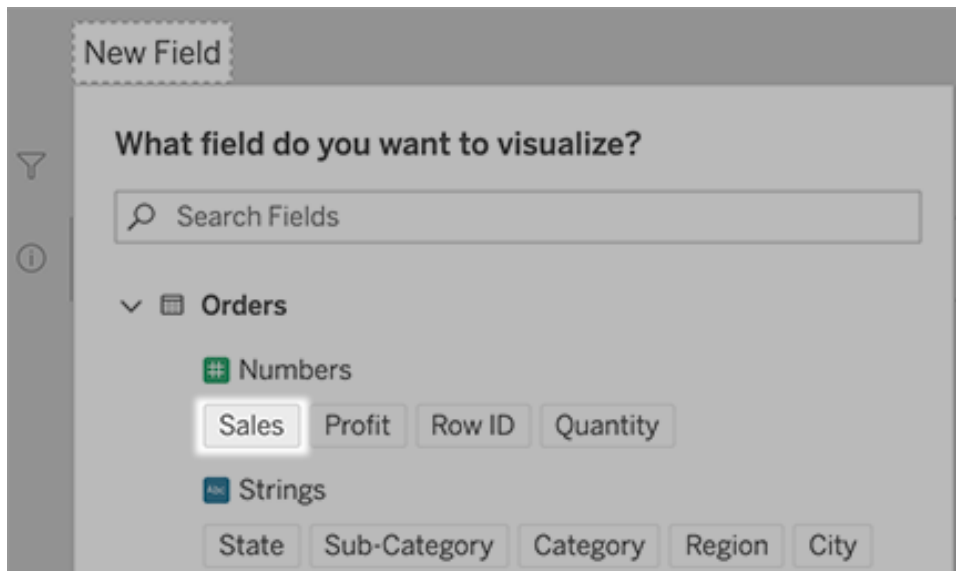 New Field
What field do you want to visualize?
Search Fields
Orders
# Numbers
Sales Profit Row ID Quantity
Abc Strings
State Sub-Category Category Region City